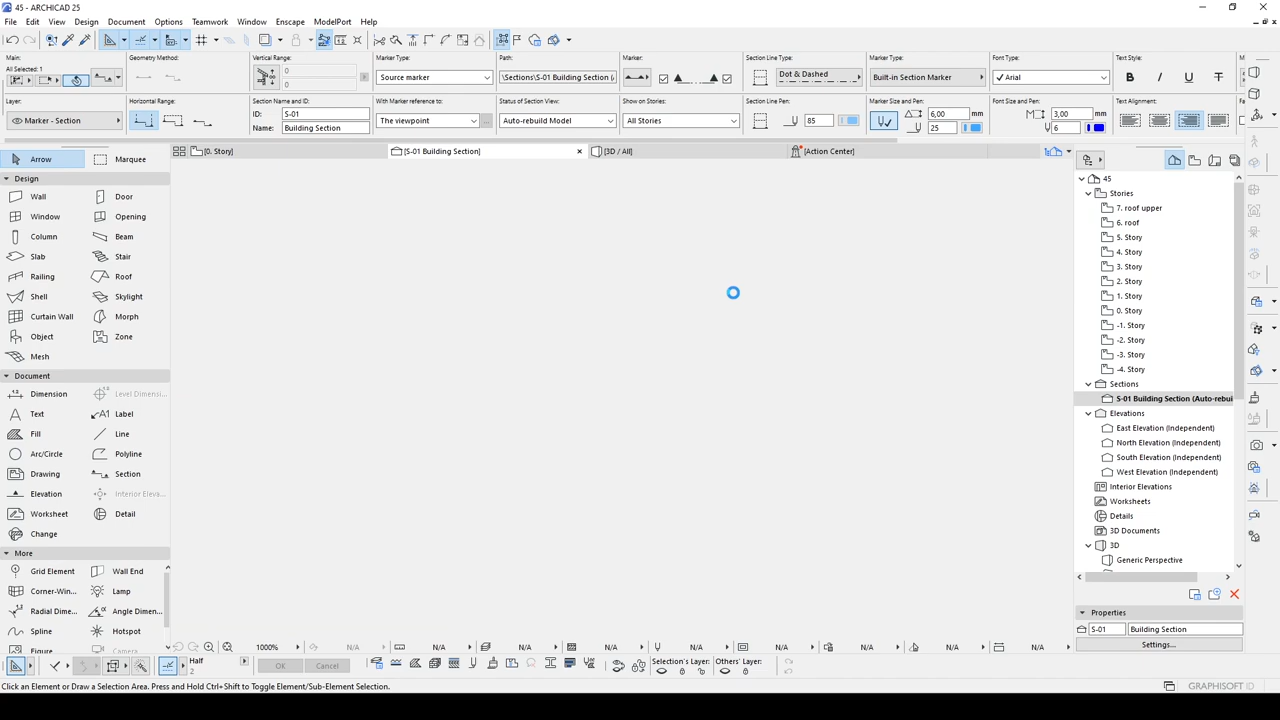 45 - ARCHICAD 25
File Edit View Design Document Options Teamwork Window Enscape ModelPort Help
Main: Geometry Method: Vertical Range: Marker Type: Path: Marker: Section Line Type: Marker Type: Font Type: Text Style:
All Selected: 1
0
0
Source marker
\Sections\S-01 Building Section (
Dot & Dashed
Built-in Section Marker
Arial
B I U T
Layer: Horizontal Range: Section Name and ID: With Marker reference to: Status of Section View: Show on Stories: Section Line Pen: Marker Size and Pen: Font Size and Pen: Text Alignment:
Marker - Section
ID: S-01
Name: Building Section
The viewpoint
...
Auto-rebuild Model
All Stories
85
6,00
25
3,00
6
Arrow Marquee
[0. Story] [S-01 Building Section] [3D / All] [Action Center]
Design
Wall Door
Window Opening
Column Beam
Slab Stair
Railing Roof
Shell Skylight
Curtain Wall Morph
Object Zone
Mesh
Document
Dimension Level Dimensi...
Text Label
Fill Line
Arc/Circle Polyline
Drawing Section
Elevation Interior Eleva...
Worksheet Detail
Change
More
Grid Element Wall End
Corner-Win... Lamp
Radial Dime... Angle Dimen...
Spline Hotspot
Figure Camera
45
Stories
7. roof upper
6. roof
5. Story
4. Story
3. Story
2. Story
1. Story
0. Story
-1. Story
-2. Story
-3. Story
-4. Story
Sections
S-01 Building Section (Auto-rebui
Elevations
East Elevation (Independent)
North Elevation (Independent)
South Elevation (Independent)
West Elevation (Independent)
Interior Elevations
Worksheets
Details
3D Documents
3D
Generic Perspective
Properties
S-01 Building Section
Settings...
1000% N/A N/A N/A N/A N/A N/A N/A N/A
Half
2
OK Cancel
Selection's Layer: Others' Layer:
Click an Element or Draw a Selection Area. Press and Hold Ctrl+Shift to Toggle Element/Sub-Element Selection.
GRAPHISOFT